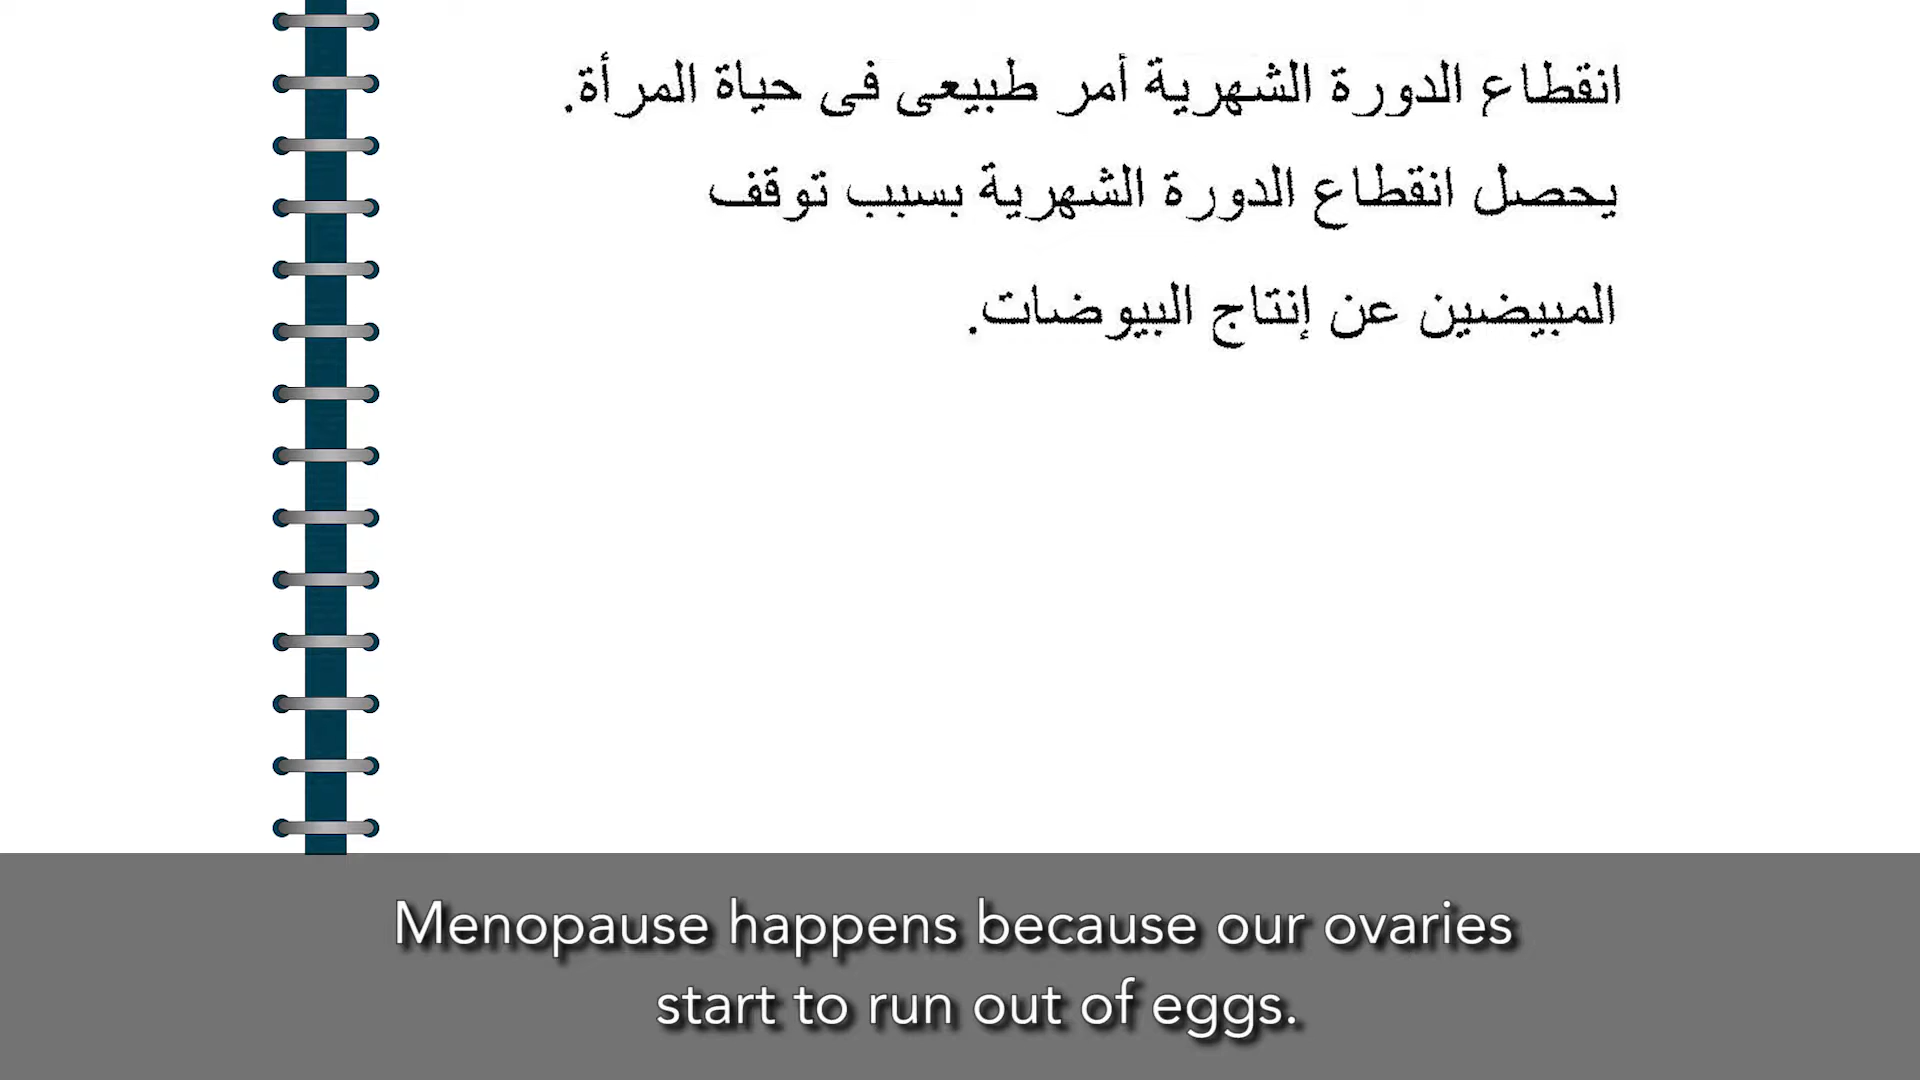 انقطاع الدورة الشهرية أمر طبيعى فى حياة المرأة.
يحصل انقطاع الدورة الشهرية بسبب توقف
المبيضين عن إنتاج البيوضات.
Menopause happens because our ovaries
start to run out of eggs.